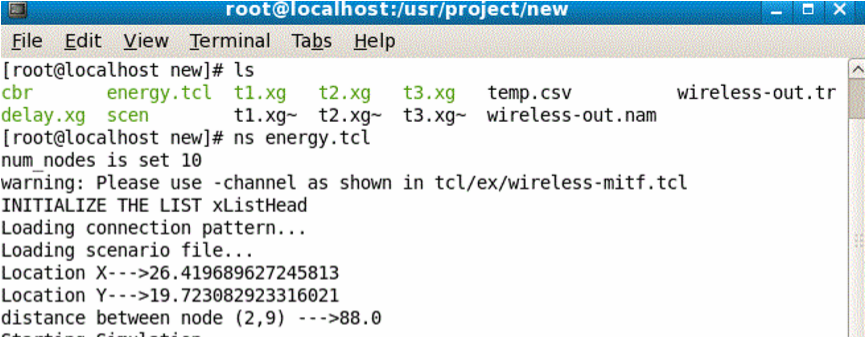 root@localhost:/usr/project/new
File Edit View Terminal Tabs Help
[root@localhost new]# ls
cbr energy.tcl t1.xg t2.xg t3.xg temp.csv wireless-out.tr
delay.xg scen t1.xg~ t2.xg~ t3.xg~ wireless-out.nam
[root@localhost new]# ns energy.tcl
num_nodes is set 10
warning: Please use -channel as shown in tcl/ex/wireless-mitf.tcl
INITIALIZE THE LIST xListHead
Loading connection pattern...
Loading scenario file...
Location X--->26.419689627245813
Location Y--->19.723082923316021
distance between node (2,9) --->88.0